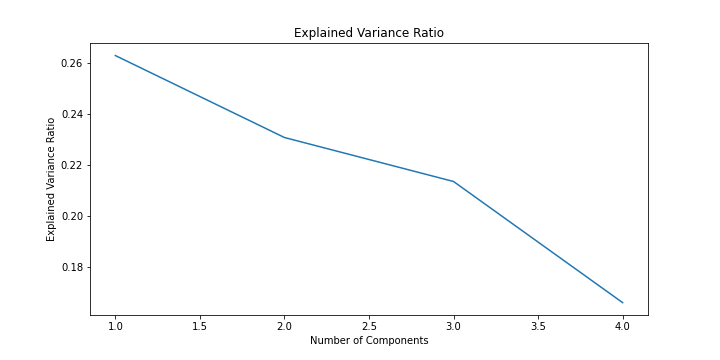 Explained Variance Ratio
0.26
0.24
0.22
0.20
0.18
Explained Variance Ratio
1.0 1.5 2.0 2.5 3.0 3.5 4.0
Number of Components